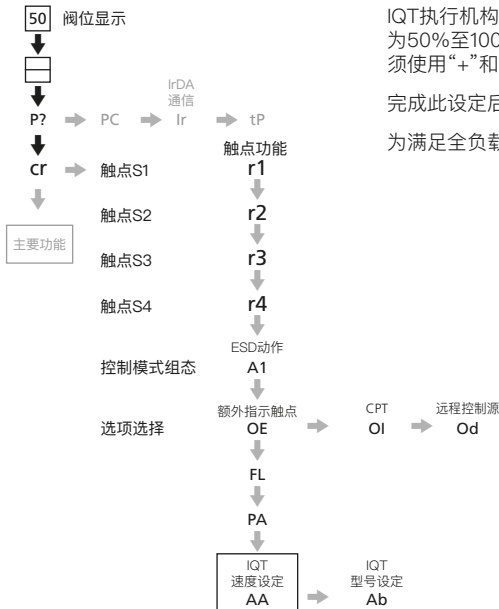 50 阀位显示
IrDA
通信
P? PC Ir tP
触点功能
cr 触点S1 r1
主要功能
触点S2 r2
触点S3 r3
触点S4 r4
ESD动作
控制模式组态 A1
额外指示触点 CPT 远程控制源
选项选择 OE OI Od
FL
PA
IQT IQT
速度设定 型号设定
AA Ab
IQT执行机构
为50%至100
须使用“+”和
完成此设定后
为满足全负载